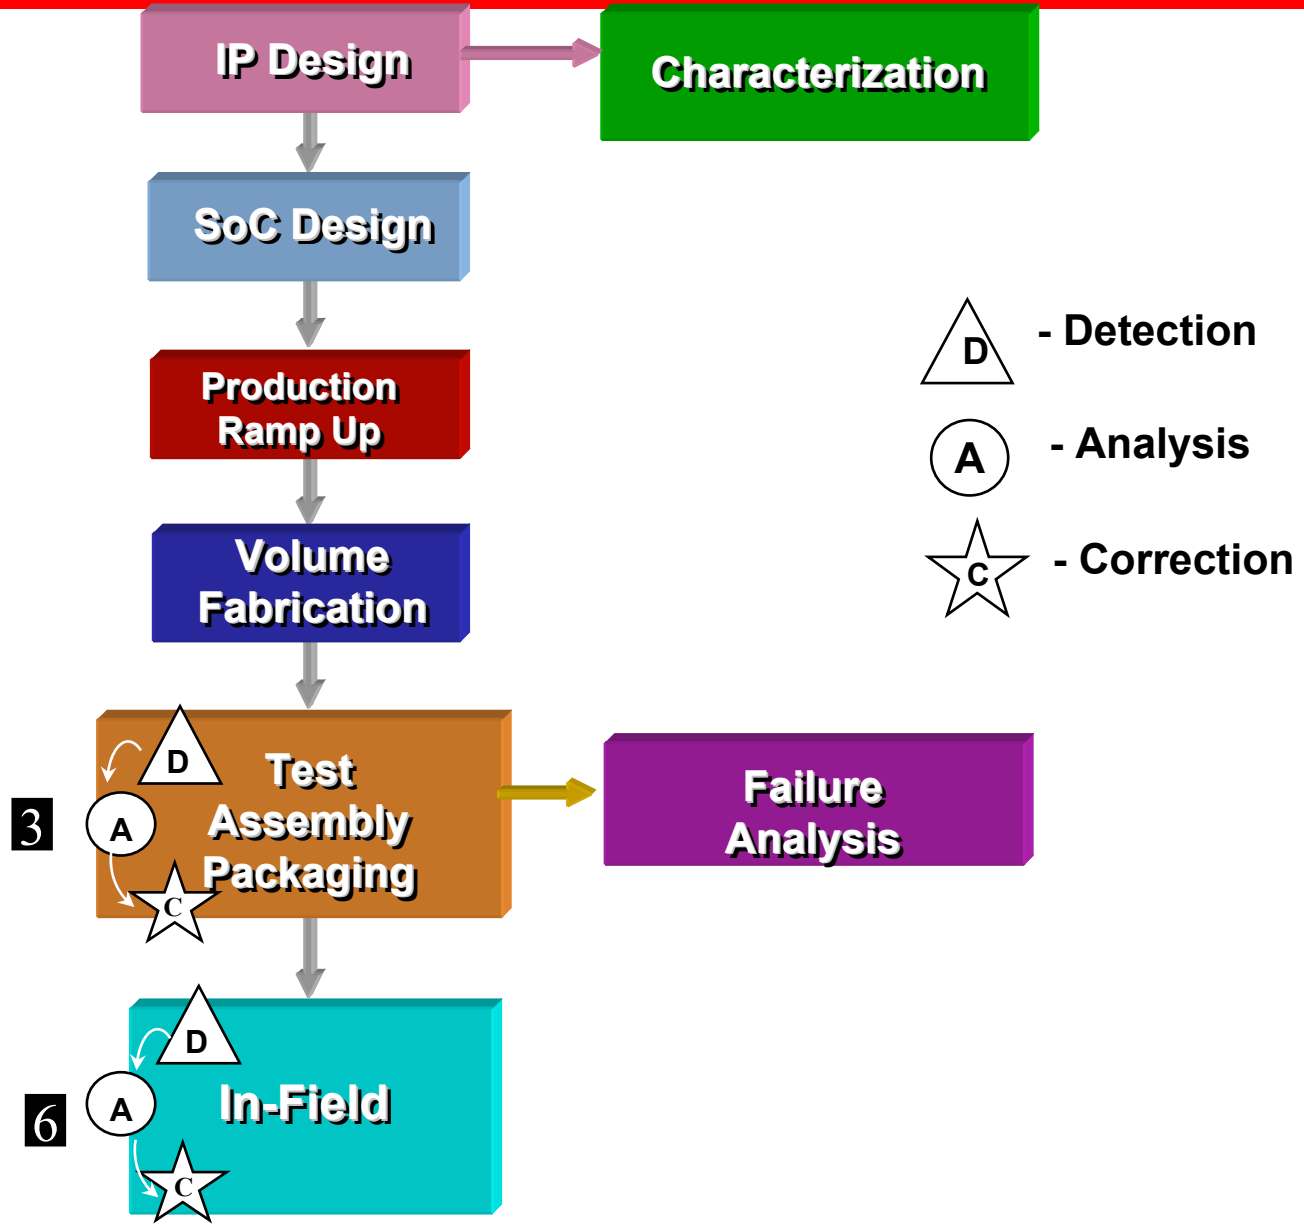 IP Design
Characterization
SoC Design
Production
Ramp Up
D - Detection
A - Analysis
C - Correction
Volume
Fabrication
D
3
A
C
Test
Assembly
Packaging
Failure
Analysis
D
6
A
C
In-Field